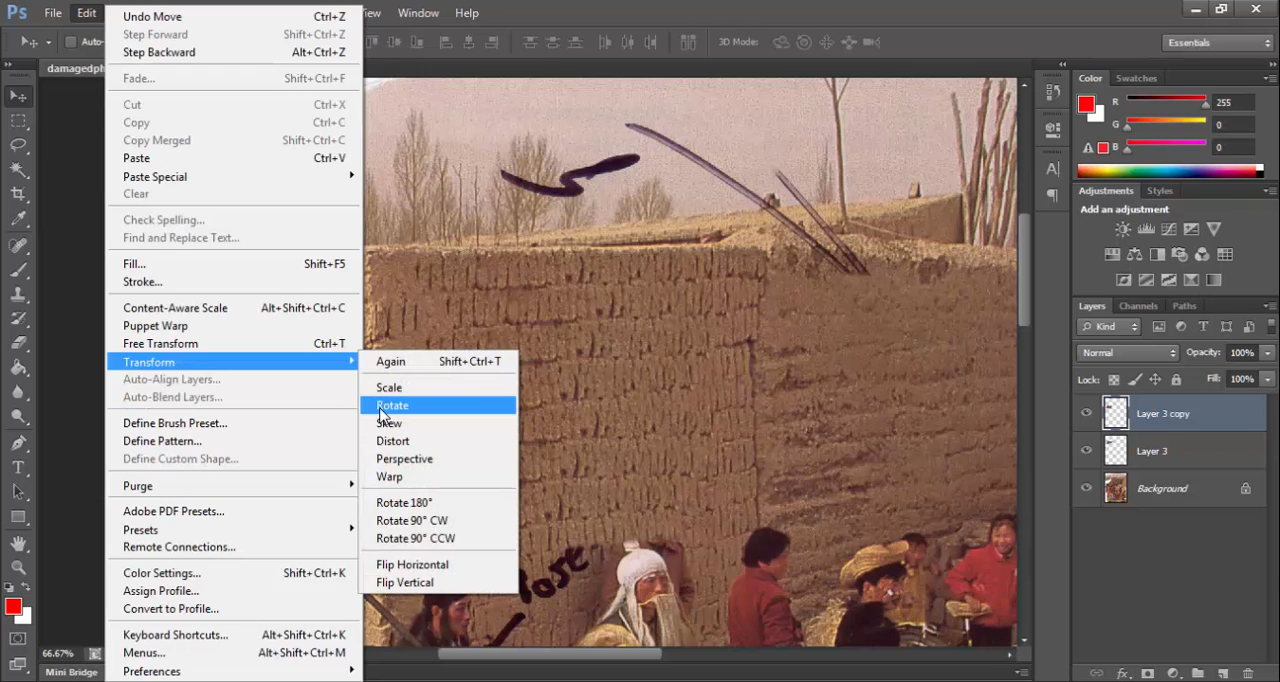 Ps File Edit View Window Help
Auto-
3D Mode:
Essentials
damagedph
Undo Move Ctrl+Z
Step Forward Shift+Ctrl+Z
Step Backward Alt+Ctrl+Z
Fade... Shift+Ctrl+F
Cut Ctrl+X
Copy Ctrl+C
Copy Merged Shift+Ctrl+C
Paste Ctrl+V
Paste Special
Clear
Check Spelling...
Find and Replace Text...
Fill... Shift+F5
Stroke...
Content-Aware Scale Alt+Shift+Ctrl+C
Puppet Warp
Free Transform Ctrl+T
Transform
Auto-Align Layers...
Auto-Blend Layers...
Define Brush Preset...
Define Pattern...
Define Custom Shape...
Purge
Adobe PDF Presets...
Presets
Remote Connections...
Color Settings... Shift+Ctrl+K
Assign Profile...
Convert to Profile...
Keyboard Shortcuts... Alt+Shift+Ctrl+K
Menus... Alt+Shift+Ctrl+M
Preferences
Again Shift+Ctrl+T
Scale
Rotate
Skew
Distort
Perspective
Warp
Rotate 180°
Rotate 90° CW
Rotate 90° CCW
Flip Horizontal
Flip Vertical
Color Swatches
R 255
G 0
B 0
Adjustments Styles
Add an adjustment
Layers Channels Paths
Kind
Normal Opacity: 100%
Lock: Fill: 100%
Layer 3 copy
Layer 3
Background
66.67%
Mini Bridge